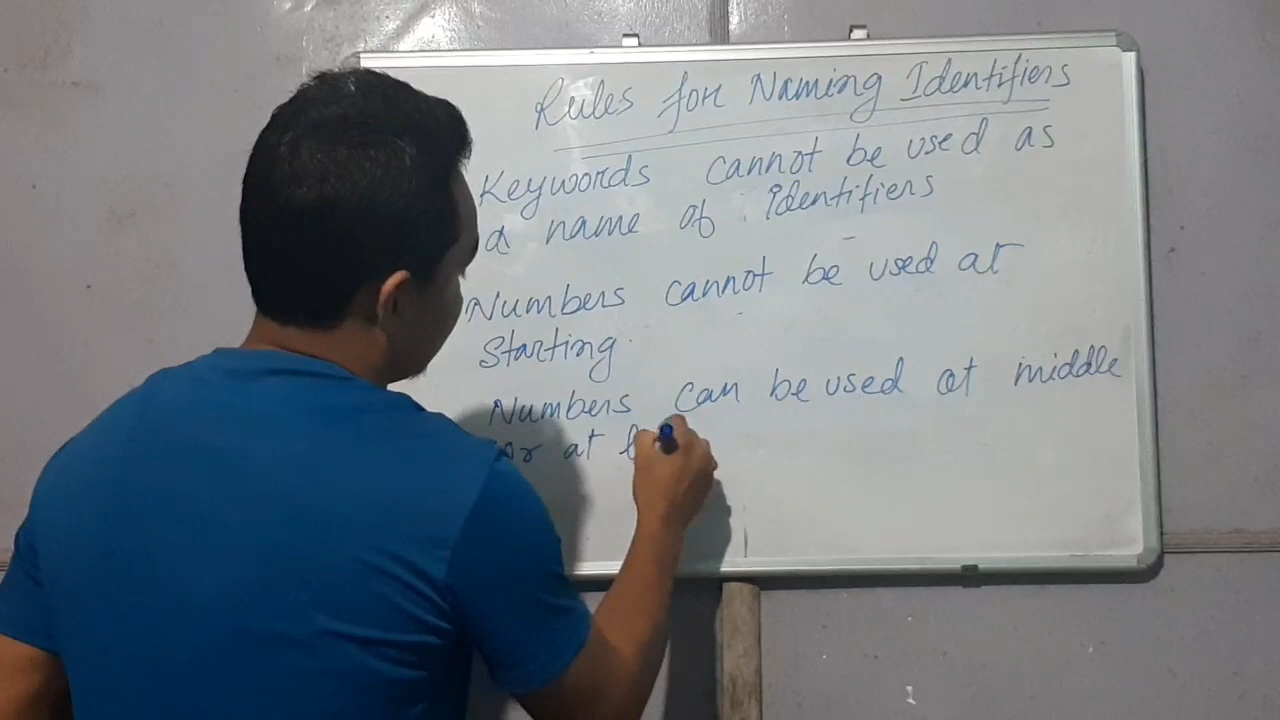 Rules for Naming Identifiers
Keywords cannot be used as
a name of identifiers
Numbers cannot be used at
starting.
Numbers can be used at middle
or at